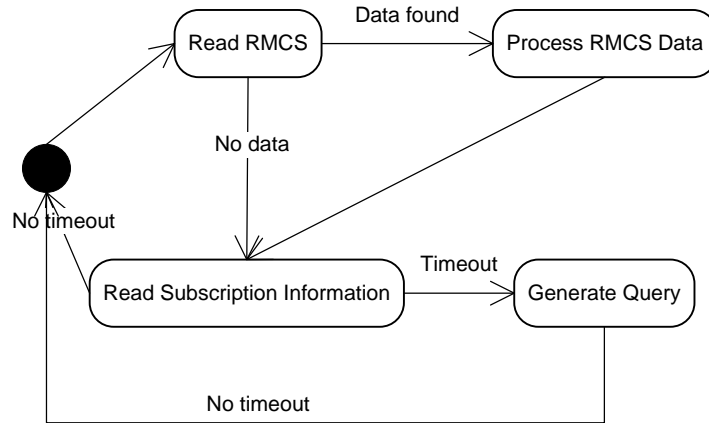 Data found
Read RMCS
Process RMCS Data
No data
No timeout
Timeout
Read Subscription Information
Generate Query
No timeout